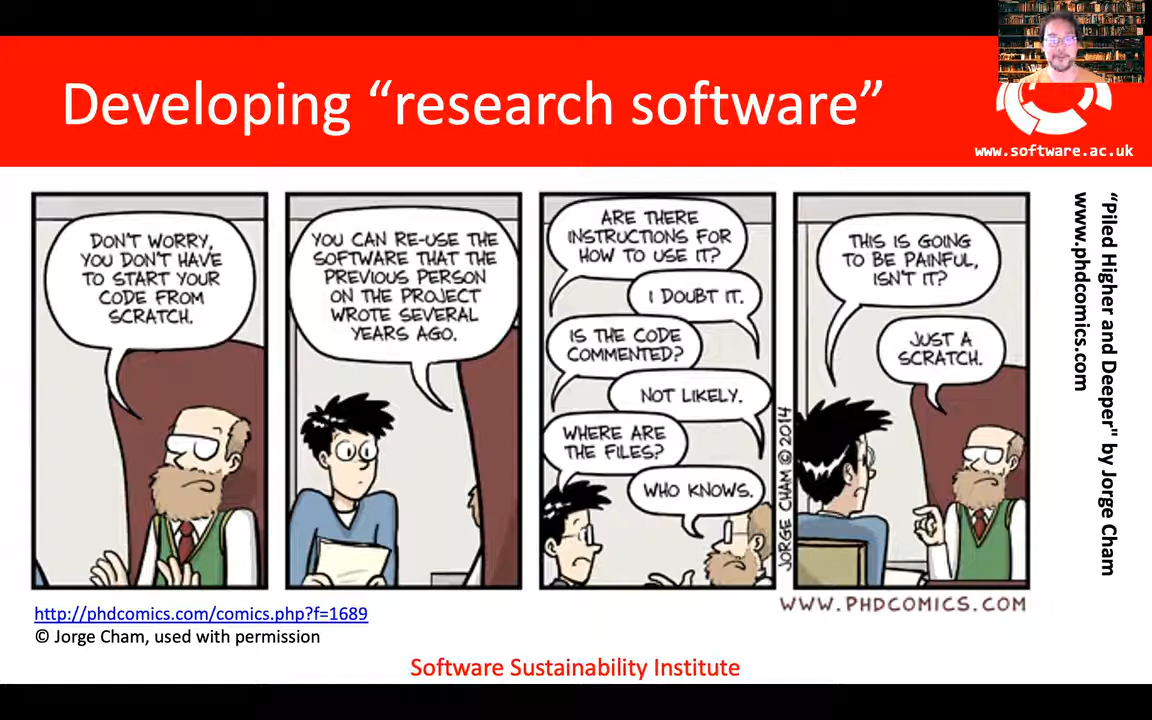 Developing “research software”
www.software.ac.uk
DON'T WORRY,
YOU DON'T HAVE
TO START YOUR
CODE FROM
SCRATCH.
YOU CAN RE-USE THE
SOFTWARE THAT THE
PREVIOUS PERSON
ON THE PROJECT
WROTE SEVERAL
YEARS AGO.
ARE THERE
INSTRUCTIONS FOR
HOW TO USE IT?
I DOUBT IT.
IS THE CODE
COMMENTED?
NOT LIKELY.
WHERE ARE
THE FILES?
WHO KNOWS.
JORGE CHAM © 2014
THIS IS GOING
TO BE PAINFUL,
ISN'T IT?
JUST A
SCRATCH.
WWW.PHDCOMICS.COM
“Piled Higher and Deeper" by Jorge Cham
www.phdcomics.com
http://phdcomics.com/comics.php?f=1689
© Jorge Cham, used with permission
Software Sustainability Institute